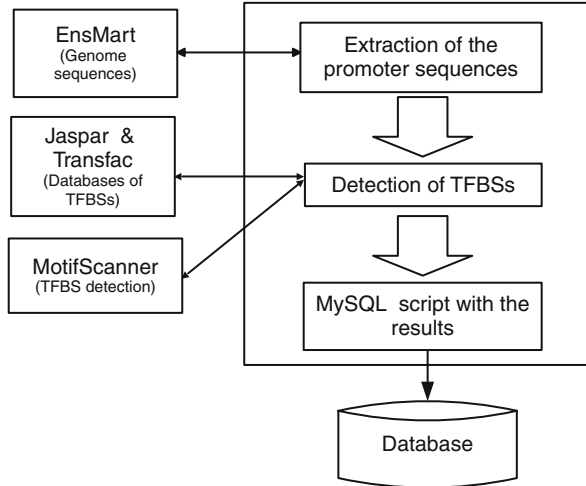 EnsMart
(Genome
sequences)
Extraction of the
promoter sequences
Jaspar & 
Transfac
(Databases of
TFBSs)
Detection of TFBSs
MotifScanner
(TFBS detection)
MySQL script with the
results
Database